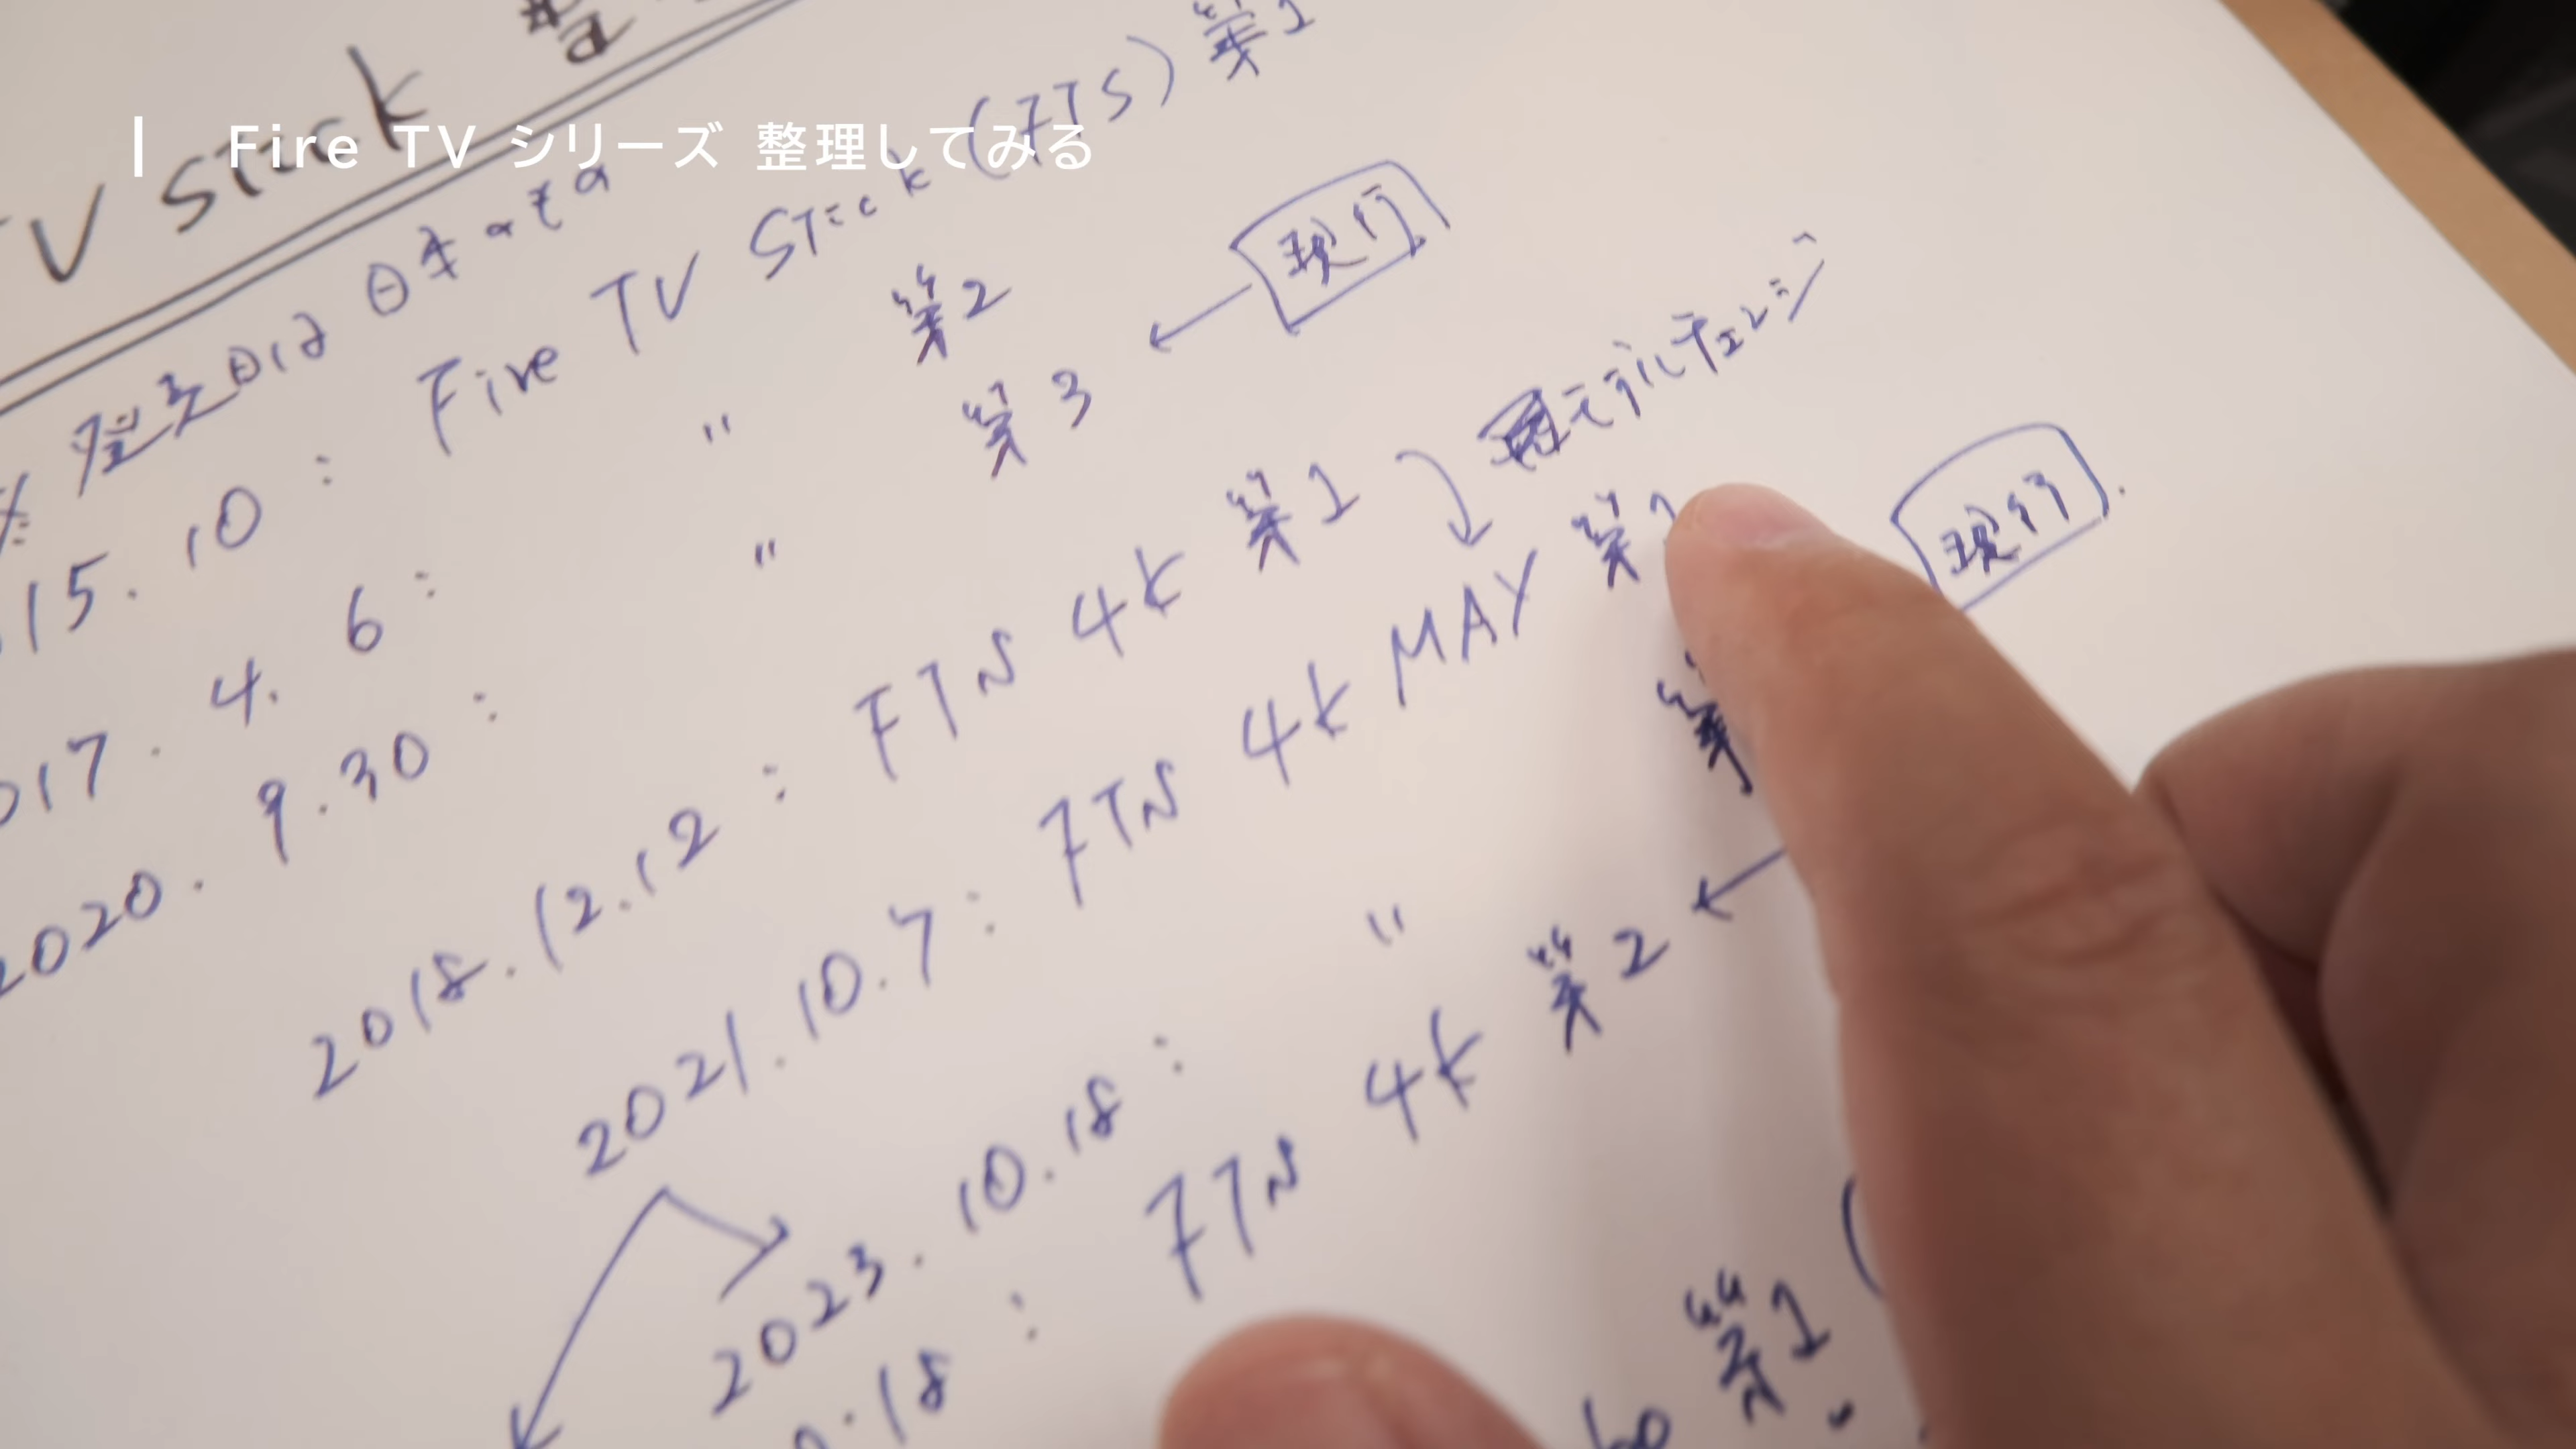 Fire TV シリーズ 整理してみる
TV Stick 整
発売日は日本のもの
15.10: Fire TV Stick (FTS) 第1
017.4.6: 〃 第2
2020.9.30: 〃 第3 ← 現行
2018.12.12: FTS 4K 第1
2021.10.7: FTS 4K MAX 第1
現行
2023.10.18: 〃 第
.18: FTS 4K 第2 ←
第1 (